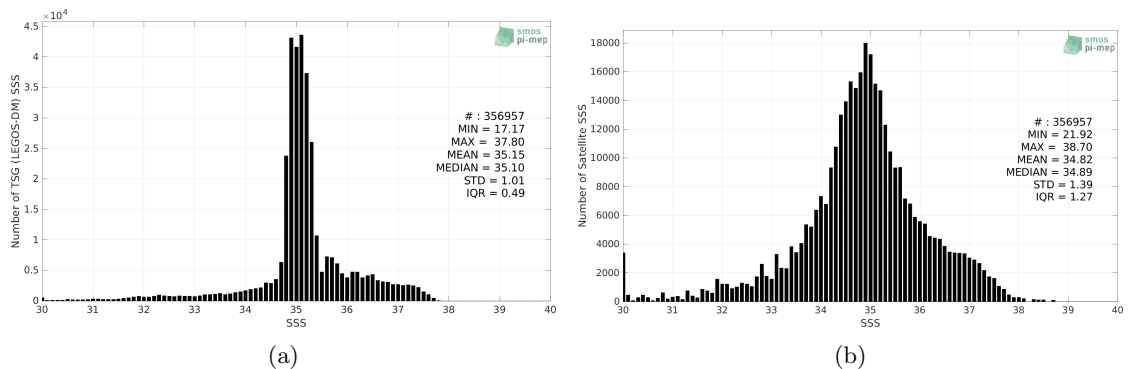 ×10⁴
4.5
4
3.5
3
2.5
2
1.5
1
0.5
0
Number of TSG (LEGOS-DM) SSS
30 31 32 33 34 35 36 37 38 39 40
SSS
smos
pi-mep
# : 356957
MIN = 17.17
MAX = 37.80
MEAN = 35.15
MEDIAN = 35.10
STD = 1.01
IQR = 0.49
(a)
18000
16000
14000
12000
10000
8000
6000
4000
2000
0
Number of Satellite SSS
30 31 32 33 34 35 36 37 38 39 40
SSS
smos
pi-mep
# : 356957
MIN = 21.92
MAX = 38.70
MEAN = 34.82
MEDIAN = 34.89
STD = 1.39
IQR = 1.27
(b)